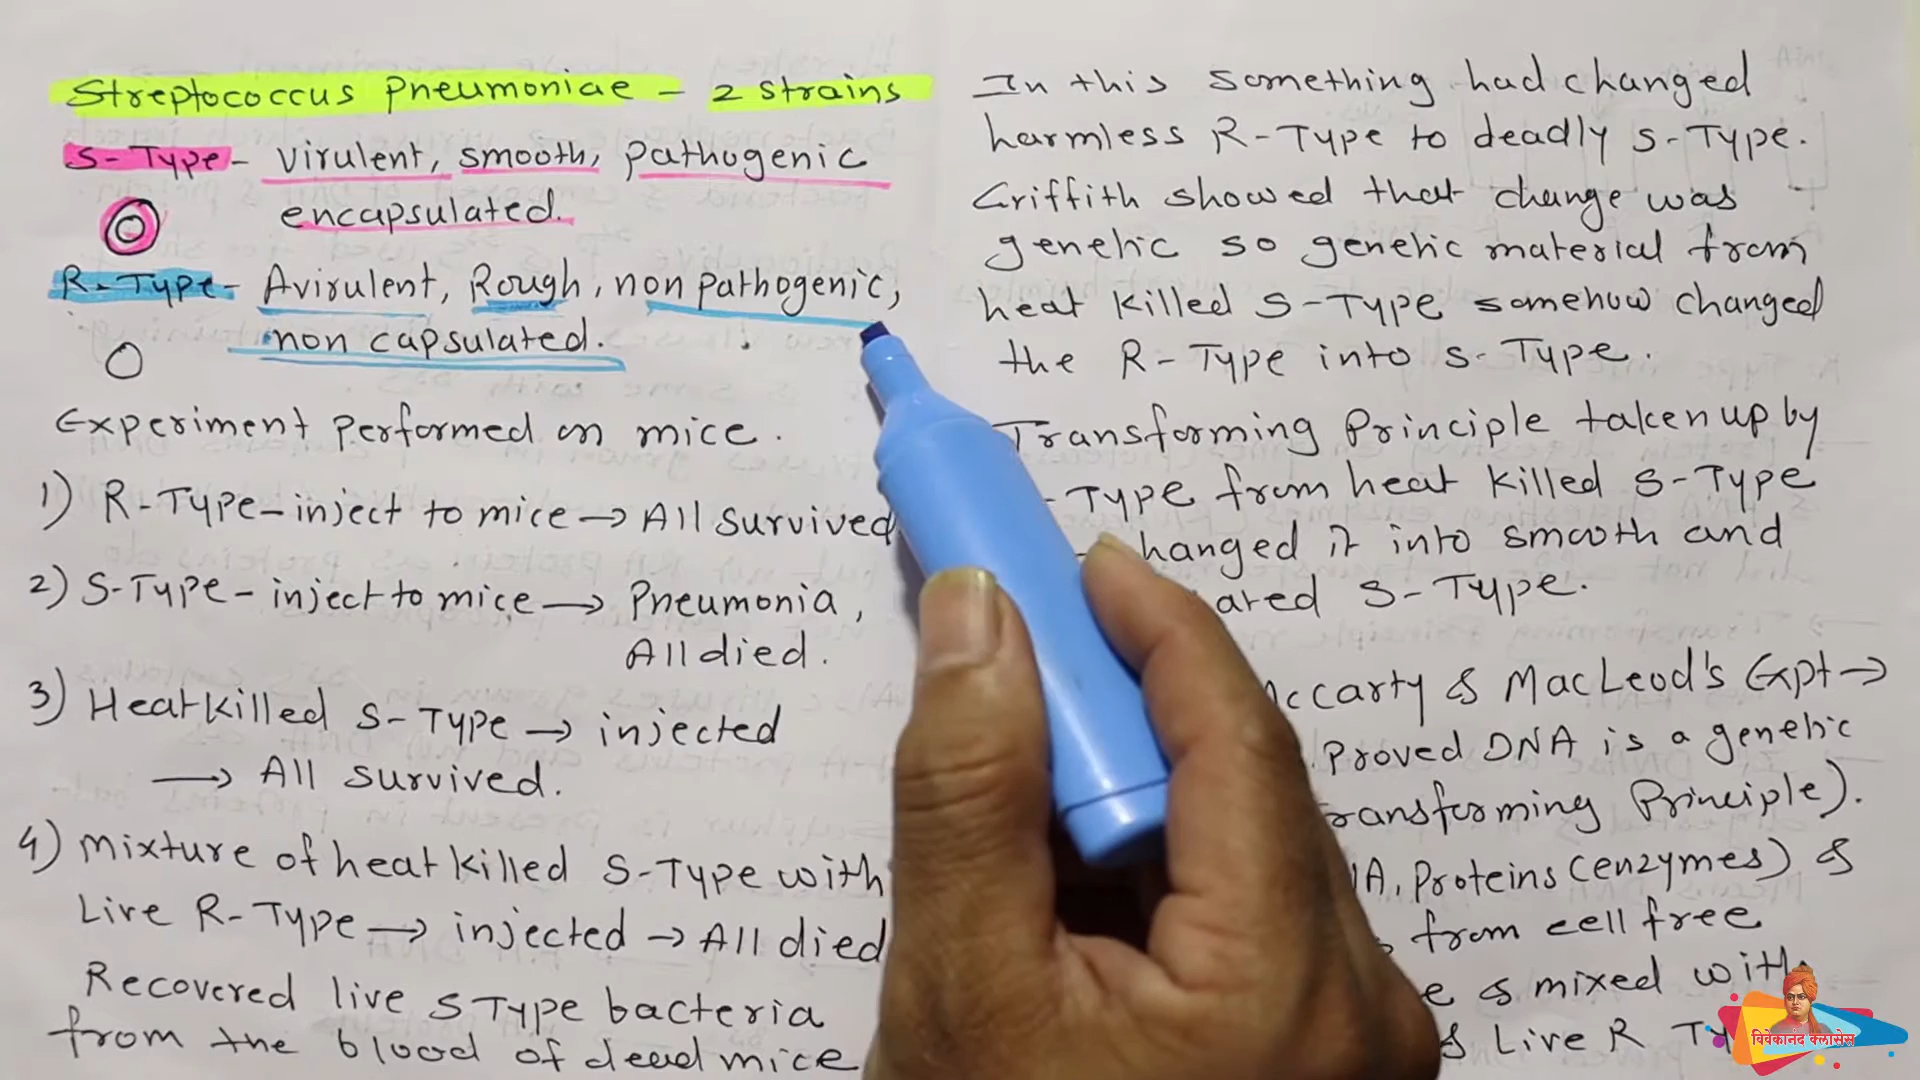 Streptococcus Pneumoniae - 2 strains
S-Type - virulent, smooth, pathogenic
encapsulated.
R-Type - Avirulent, Rough, non pathogenic,
non capsulated.
Experiment performed on mice.
1) R-Type - inject to mice → All survived
2) S-Type - inject to mice → Pneumonia,
All died.
3) Heat killed S-Type → injected
→ All survived.
4) Mixture of heat killed S-Type with
Live R-Type → injected → All died
Recovered live S Type bacteria
from the blood of dead mice
In this something had changed
harmless R-Type to deadly S-Type.
Griffith showed that change was
genetic so genetic material from
heat killed S-Type somehow changed
the R-Type into S-Type.
Transforming Principle taken up by
-Type from heat killed S-Type
hanged it into smooth and
ared S-Type.
ccarty & MacLeod's Expt →
Proved DNA is a genetic
ransforming Principle).
Proteins (enzymes) &
from cell free
& mixed with
Live R Ty
विवेकानंद क्लासेस